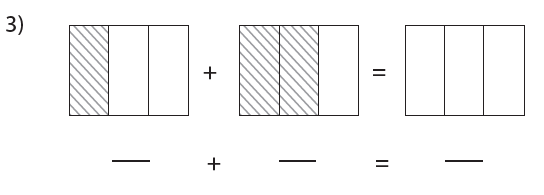 3)
+ =
+ =